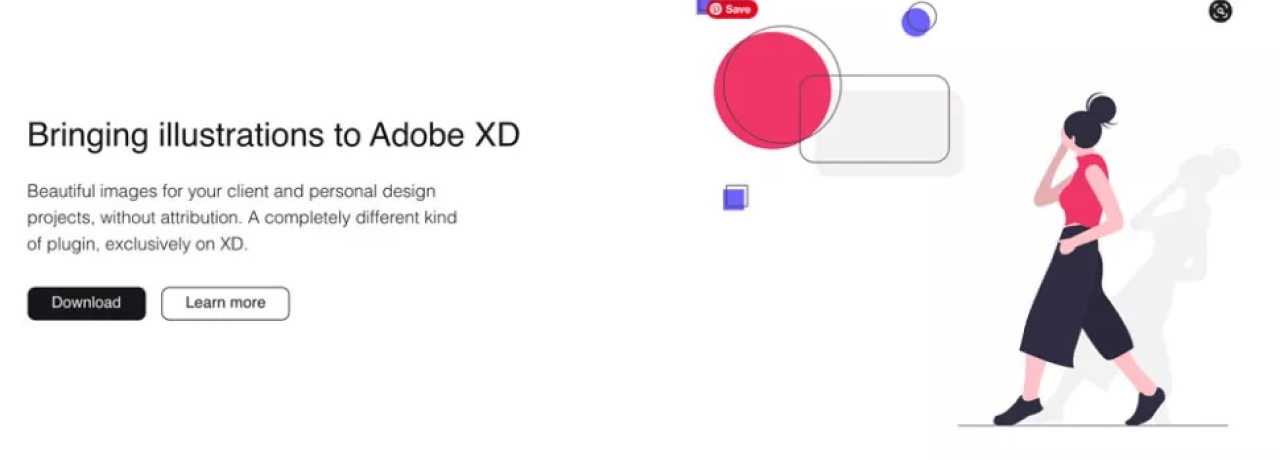 Save
Bringing illustrations to Adobe XD
Beautiful images for your client and personal design
projects, without attribution. A completely different kind
of plugin, exclusively on XD.
Download
Learn more